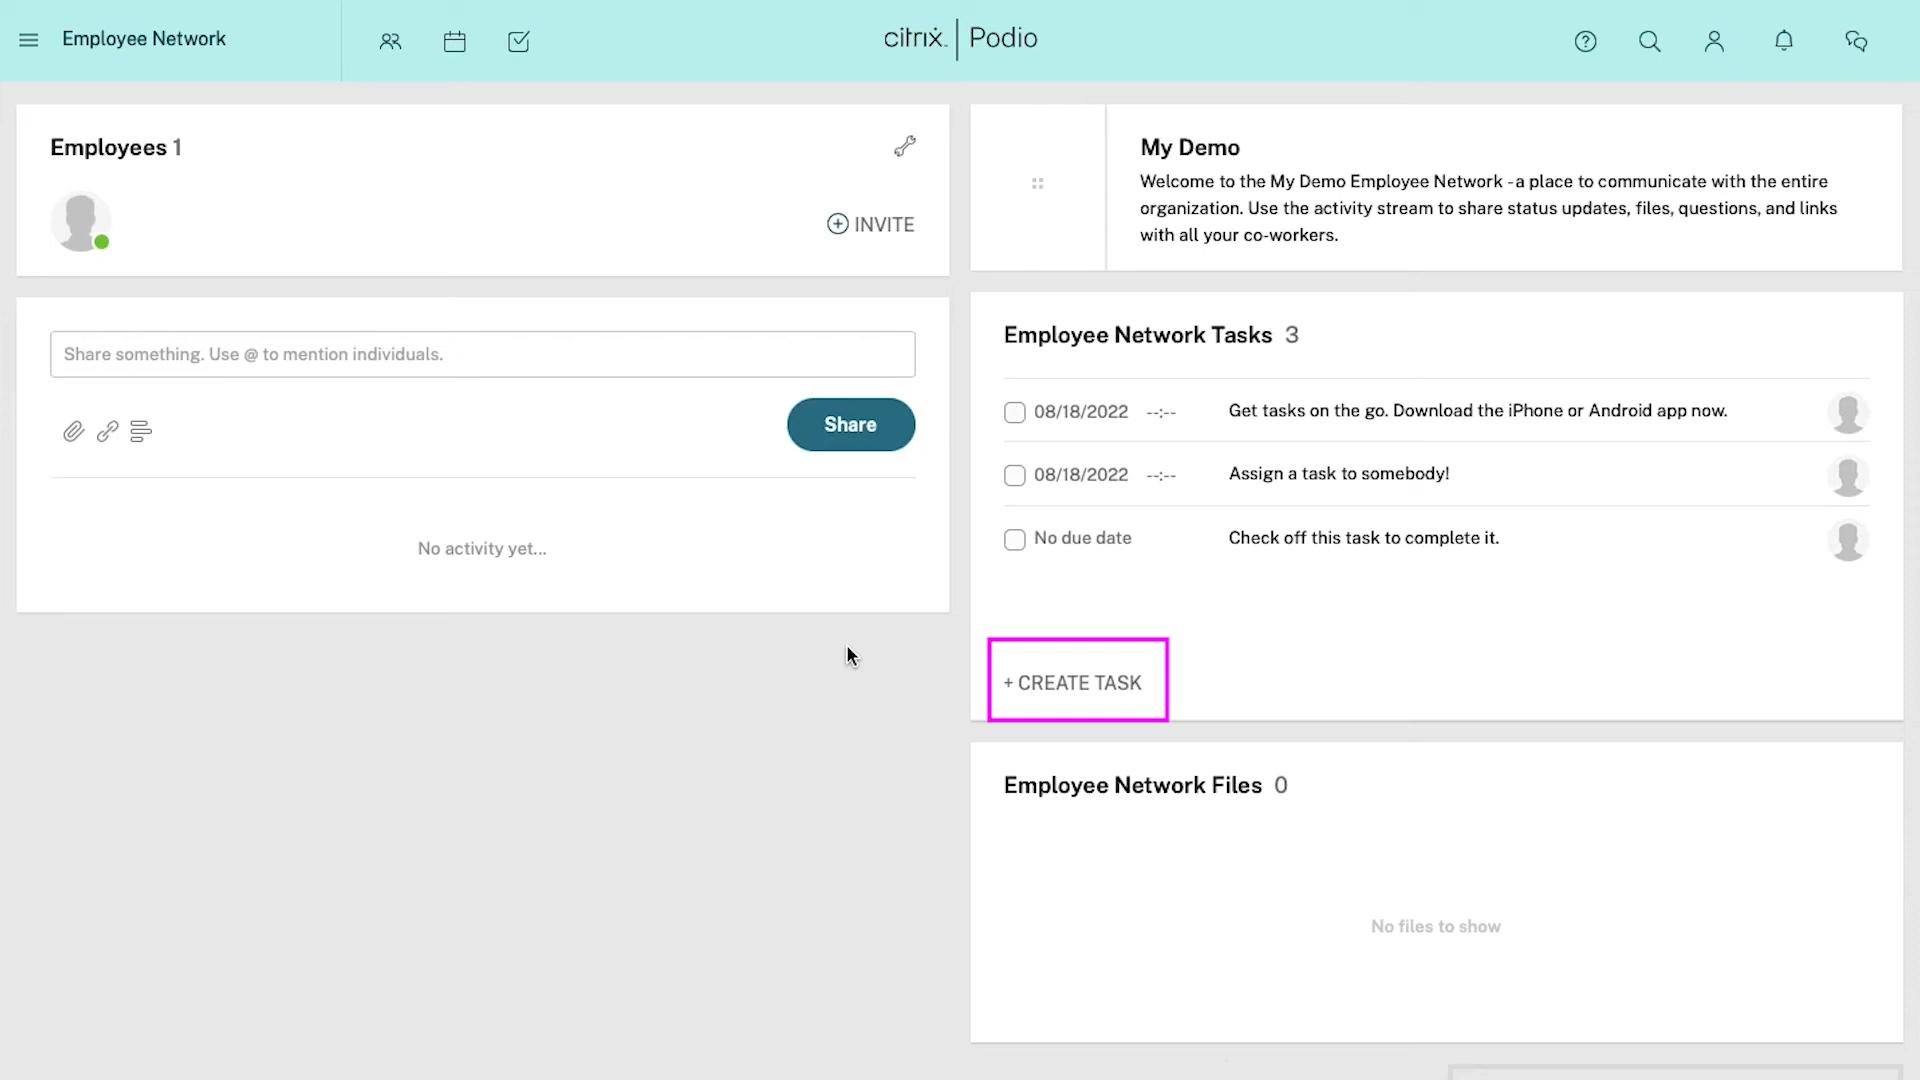 Employee Network
citrix. | Podio
Employees 1
INVITE
Share something. Use @ to mention individuals.
Share
No activity yet...
My Demo
Welcome to the My Demo Employee Network - a place to communicate with the entire
organization. Use the activity stream to share status updates, files, questions, and links
with all your co-workers.
Employee Network Tasks 3
08/18/2022 --:-- Get tasks on the go. Download the iPhone or Android app now.
08/18/2022 --:-- Assign a task to somebody!
No due date Check off this task to complete it.
+ CREATE TASK
Employee Network Files 0
No files to show